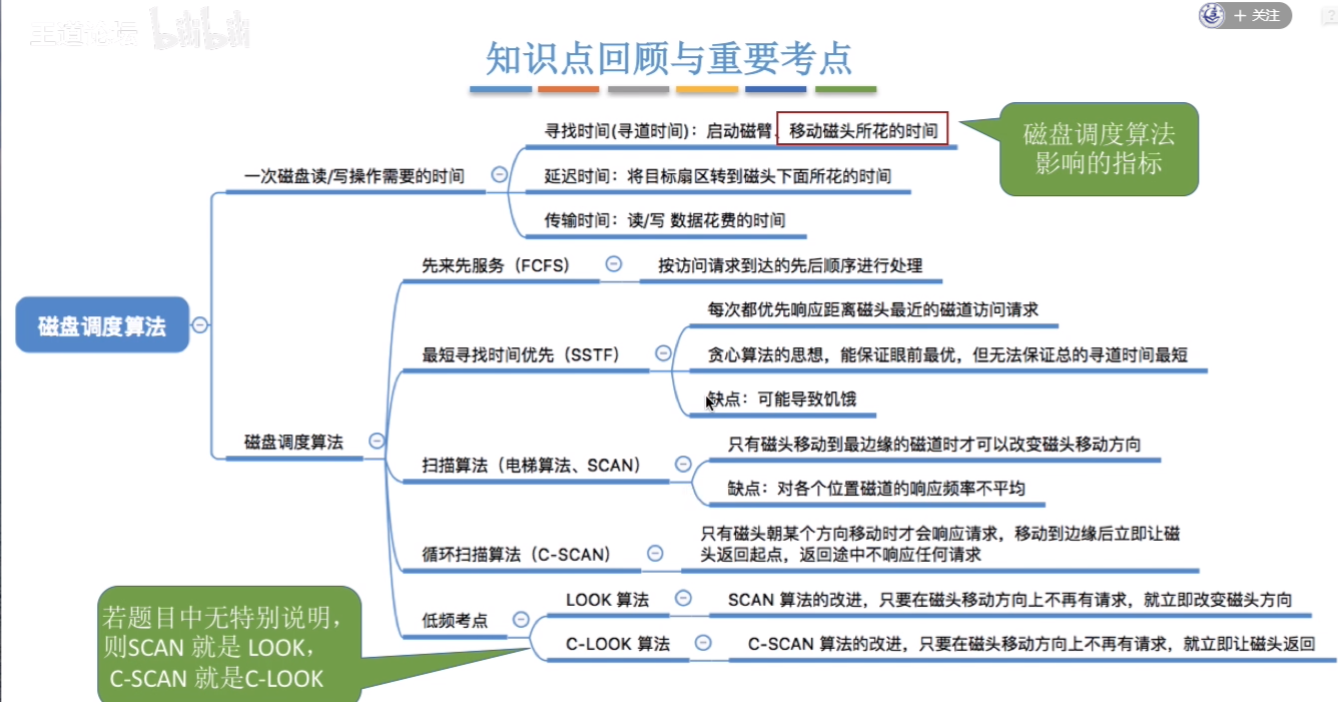 王道论坛 bilibili
+ 关注
?
知识点回顾与重要考点
寻找时间(寻道时间)：启动磁臂、移动磁头所花的时间
磁盘调度算法
影响的指标
一次磁盘读/写操作需要的时间
延迟时间：将目标扇区转到磁头下面所花的时间
传输时间：读/写 数据花费的时间
先来先服务（FCFS）
按访问请求到达的先后顺序进行处理
每次都优先响应距离磁头最近的磁道访问请求
磁盘调度算法
最短寻找时间优先（SSTF）
贪心算法的思想，能保证眼前最优，但无法保证总的寻道时间最短
缺点：可能导致饥饿
磁盘调度算法
只有磁头移动到最边缘的磁道时才可以改变磁头移动方向
扫描算法（电梯算法、SCAN）
缺点：对各个位置磁道的响应频率不平均
循环扫描算法（C-SCAN）
只有磁头朝某个方向移动时才会响应请求，移动到边缘后立即让磁
头返回起点，返回途中不响应任何请求
低频考点
LOOK 算法
SCAN 算法的改进，只要在磁头移动方向上不再有请求，就立即改变磁头方向
C-LOOK 算法
C-SCAN 算法的改进，只要在磁头移动方向上不再有请求，就立即让磁头返回
若题目中无特别说明，
则SCAN 就是 LOOK，
C-SCAN 就是C-LOOK